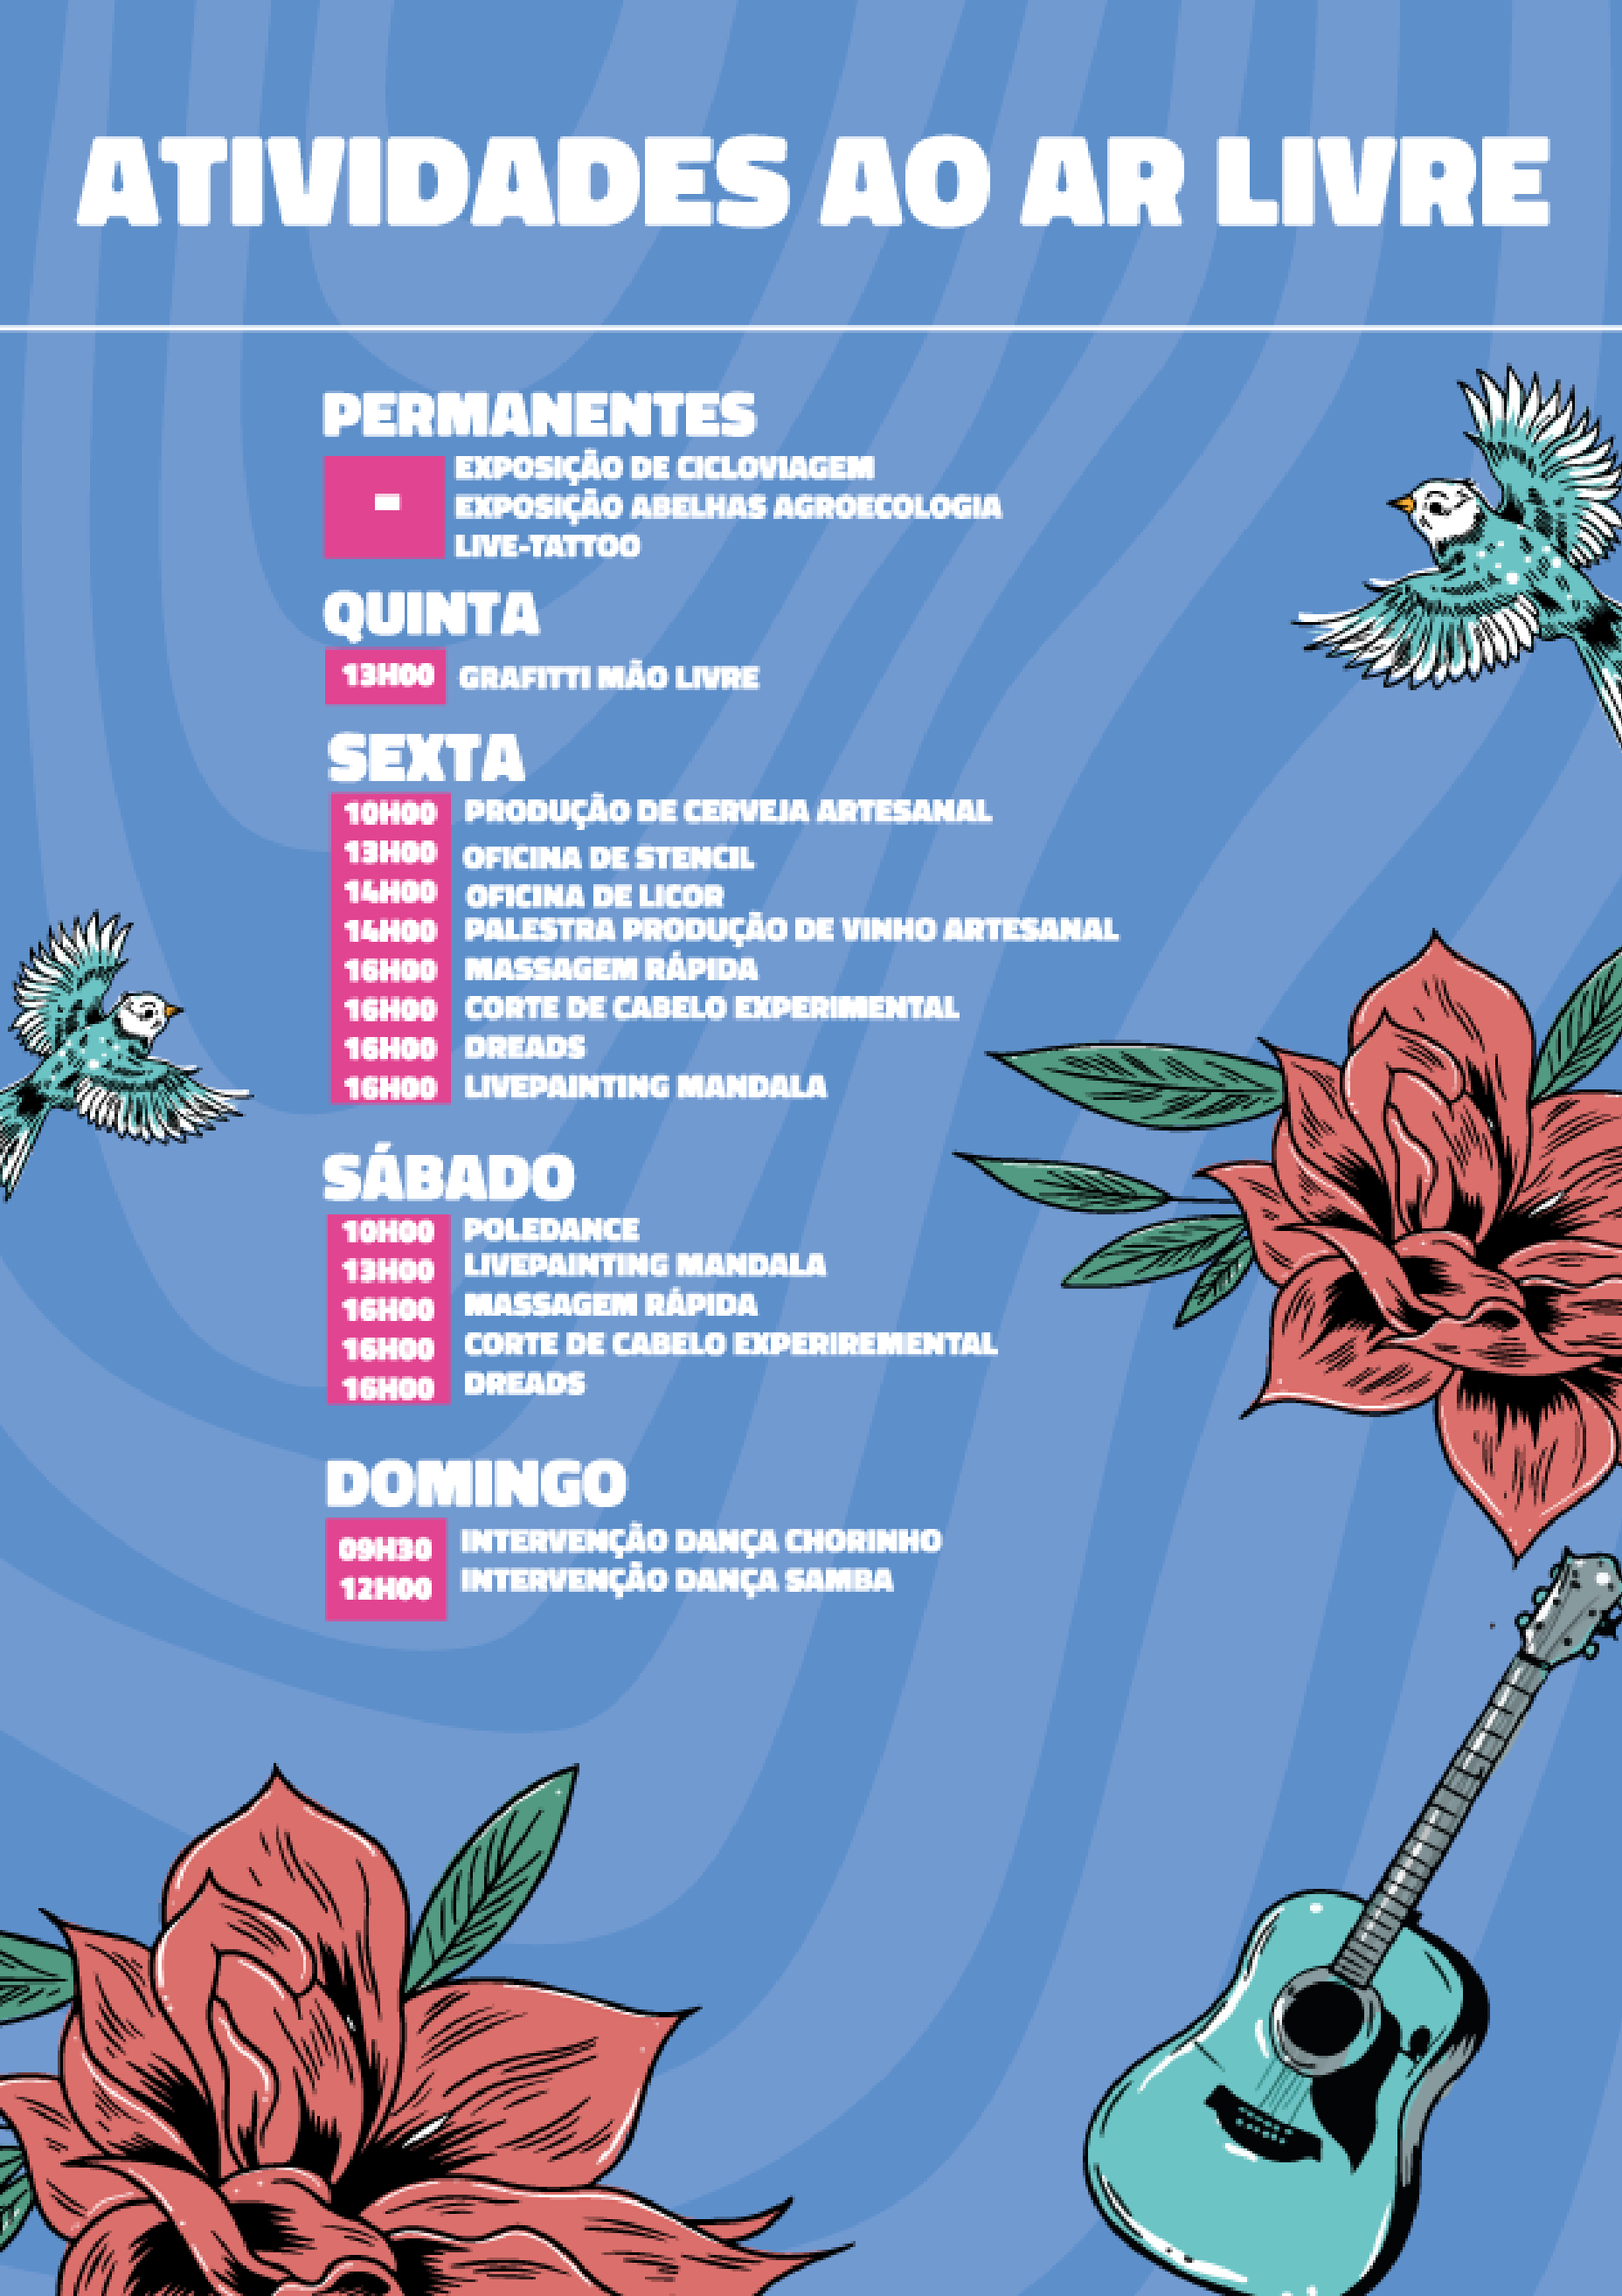 ATIVIDADES AO AR LIVRE
PERMANENTES
- EXPOSIÇÃO DE CICLOVIAGEM
EXPOSIÇÃO ABELHAS AGROECOLOGIA
LIVE-TATTOO
QUINTA
13H00 GRAFITTI MÃO LIVRE
SEXTA
10H00 PRODUÇÃO DE CERVEJA ARTESANAL
13H00 OFICINA DE STENCIL
14H00 OFICINA DE LICOR
14H00 PALESTRA PRODUÇÃO DE VINHO ARTESANAL
16H00 MASSAGEM RÁPIDA
16H00 CORTE DE CABELO EXPERIMENTAL
16H00 DREADS
16H00 LIVEPAINTING MANDALA
SÁBADO
10H00 POLEDANCE
13H00 LIVEPAINTING MANDALA
16H00 MASSAGEM RÁPIDA
16H00 CORTE DE CABELO EXPERIREMENTAL
16H00 DREADS
DOMINGO
09H30 INTERVENÇÃO DANÇA CHORINHO
12H00 INTERVENÇÃO DANÇA SAMBA